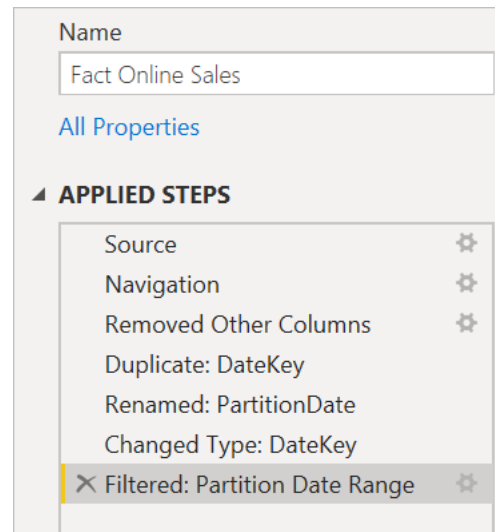 Name
Fact Online Sales
All Properties
APPLIED STEPS
Source
Navigation
Removed Other Columns
Duplicate: DateKey
Renamed: PartitionDate
Changed Type: DateKey
Filtered: Partition Date Range